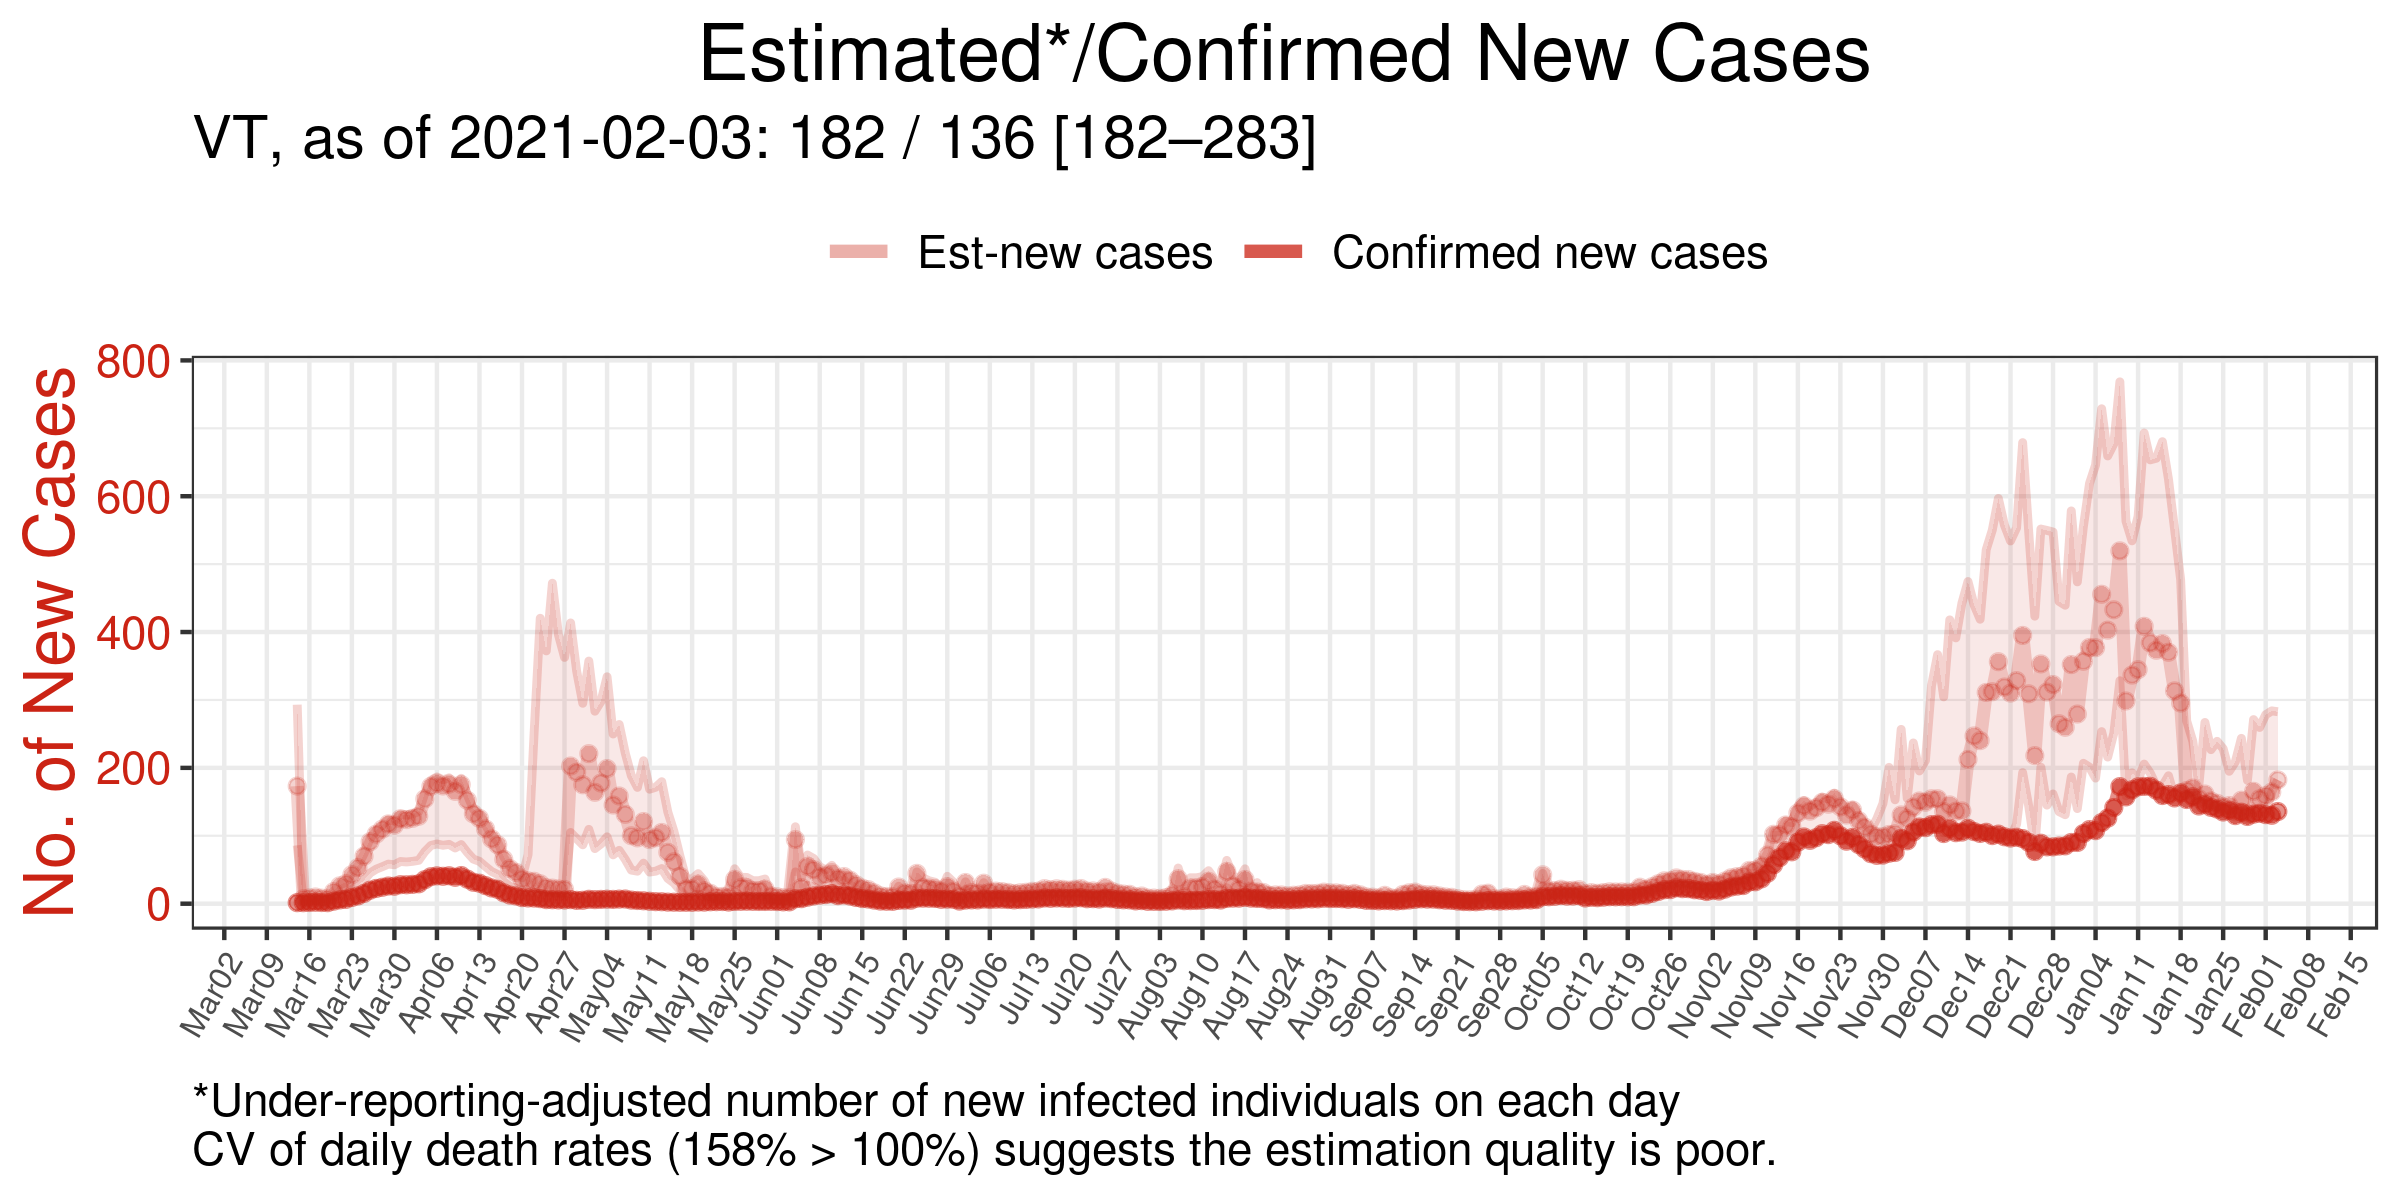 Estimated*/Confirmed New Cases
VT, as of 2021-02-03: 182 / 136 [182–283]
Est-new cases Confirmed new cases
No. of New Cases
800
600
400
200
0
Mar02 Mar09 Mar16 Mar23 Mar30 Apr06 Apr13 Apr20 Apr27 May04 May11 May18 May25 Jun01 Jun08 Jun15 Jun22 Jun29 Jul06 Jul13 Jul20 Jul27 Aug03 Aug10 Aug17 Aug24 Aug31 Sep07 Sep14 Sep21 Sep28 Oct05 Oct12 Oct19 Oct26 Nov02 Nov09 Nov16 Nov23 Nov30 Dec07 Dec14 Dec21 Dec28 Jan04 Jan11 Jan18 Jan25 Feb01 Feb08 Feb15
*Under-reporting-adjusted number of new infected individuals on each day
CV of daily death rates (158% > 100%) suggests the estimation quality is poor.